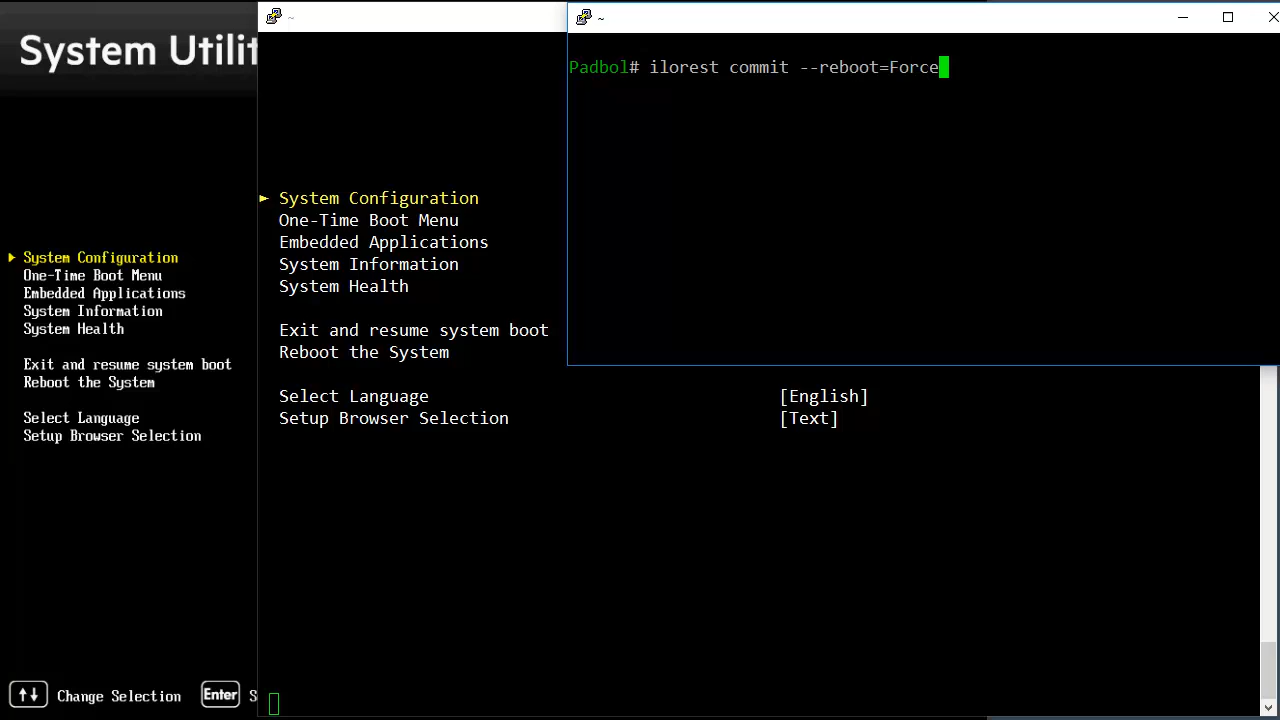 System Utilit
System Configuration
One-Time Boot Menu
Embedded Applications
System Information
System Health
Exit and resume system boot
Reboot the System
Select Language
Setup Browser Selection
↑↓ Change Selection Enter S
~
System Configuration
One-Time Boot Menu
Embedded Applications
System Information
System Health
Exit and resume system boot
Reboot the System
Select Language [English]
Setup Browser Selection [Text]
~
Padbol# ilorest commit --reboot=Force